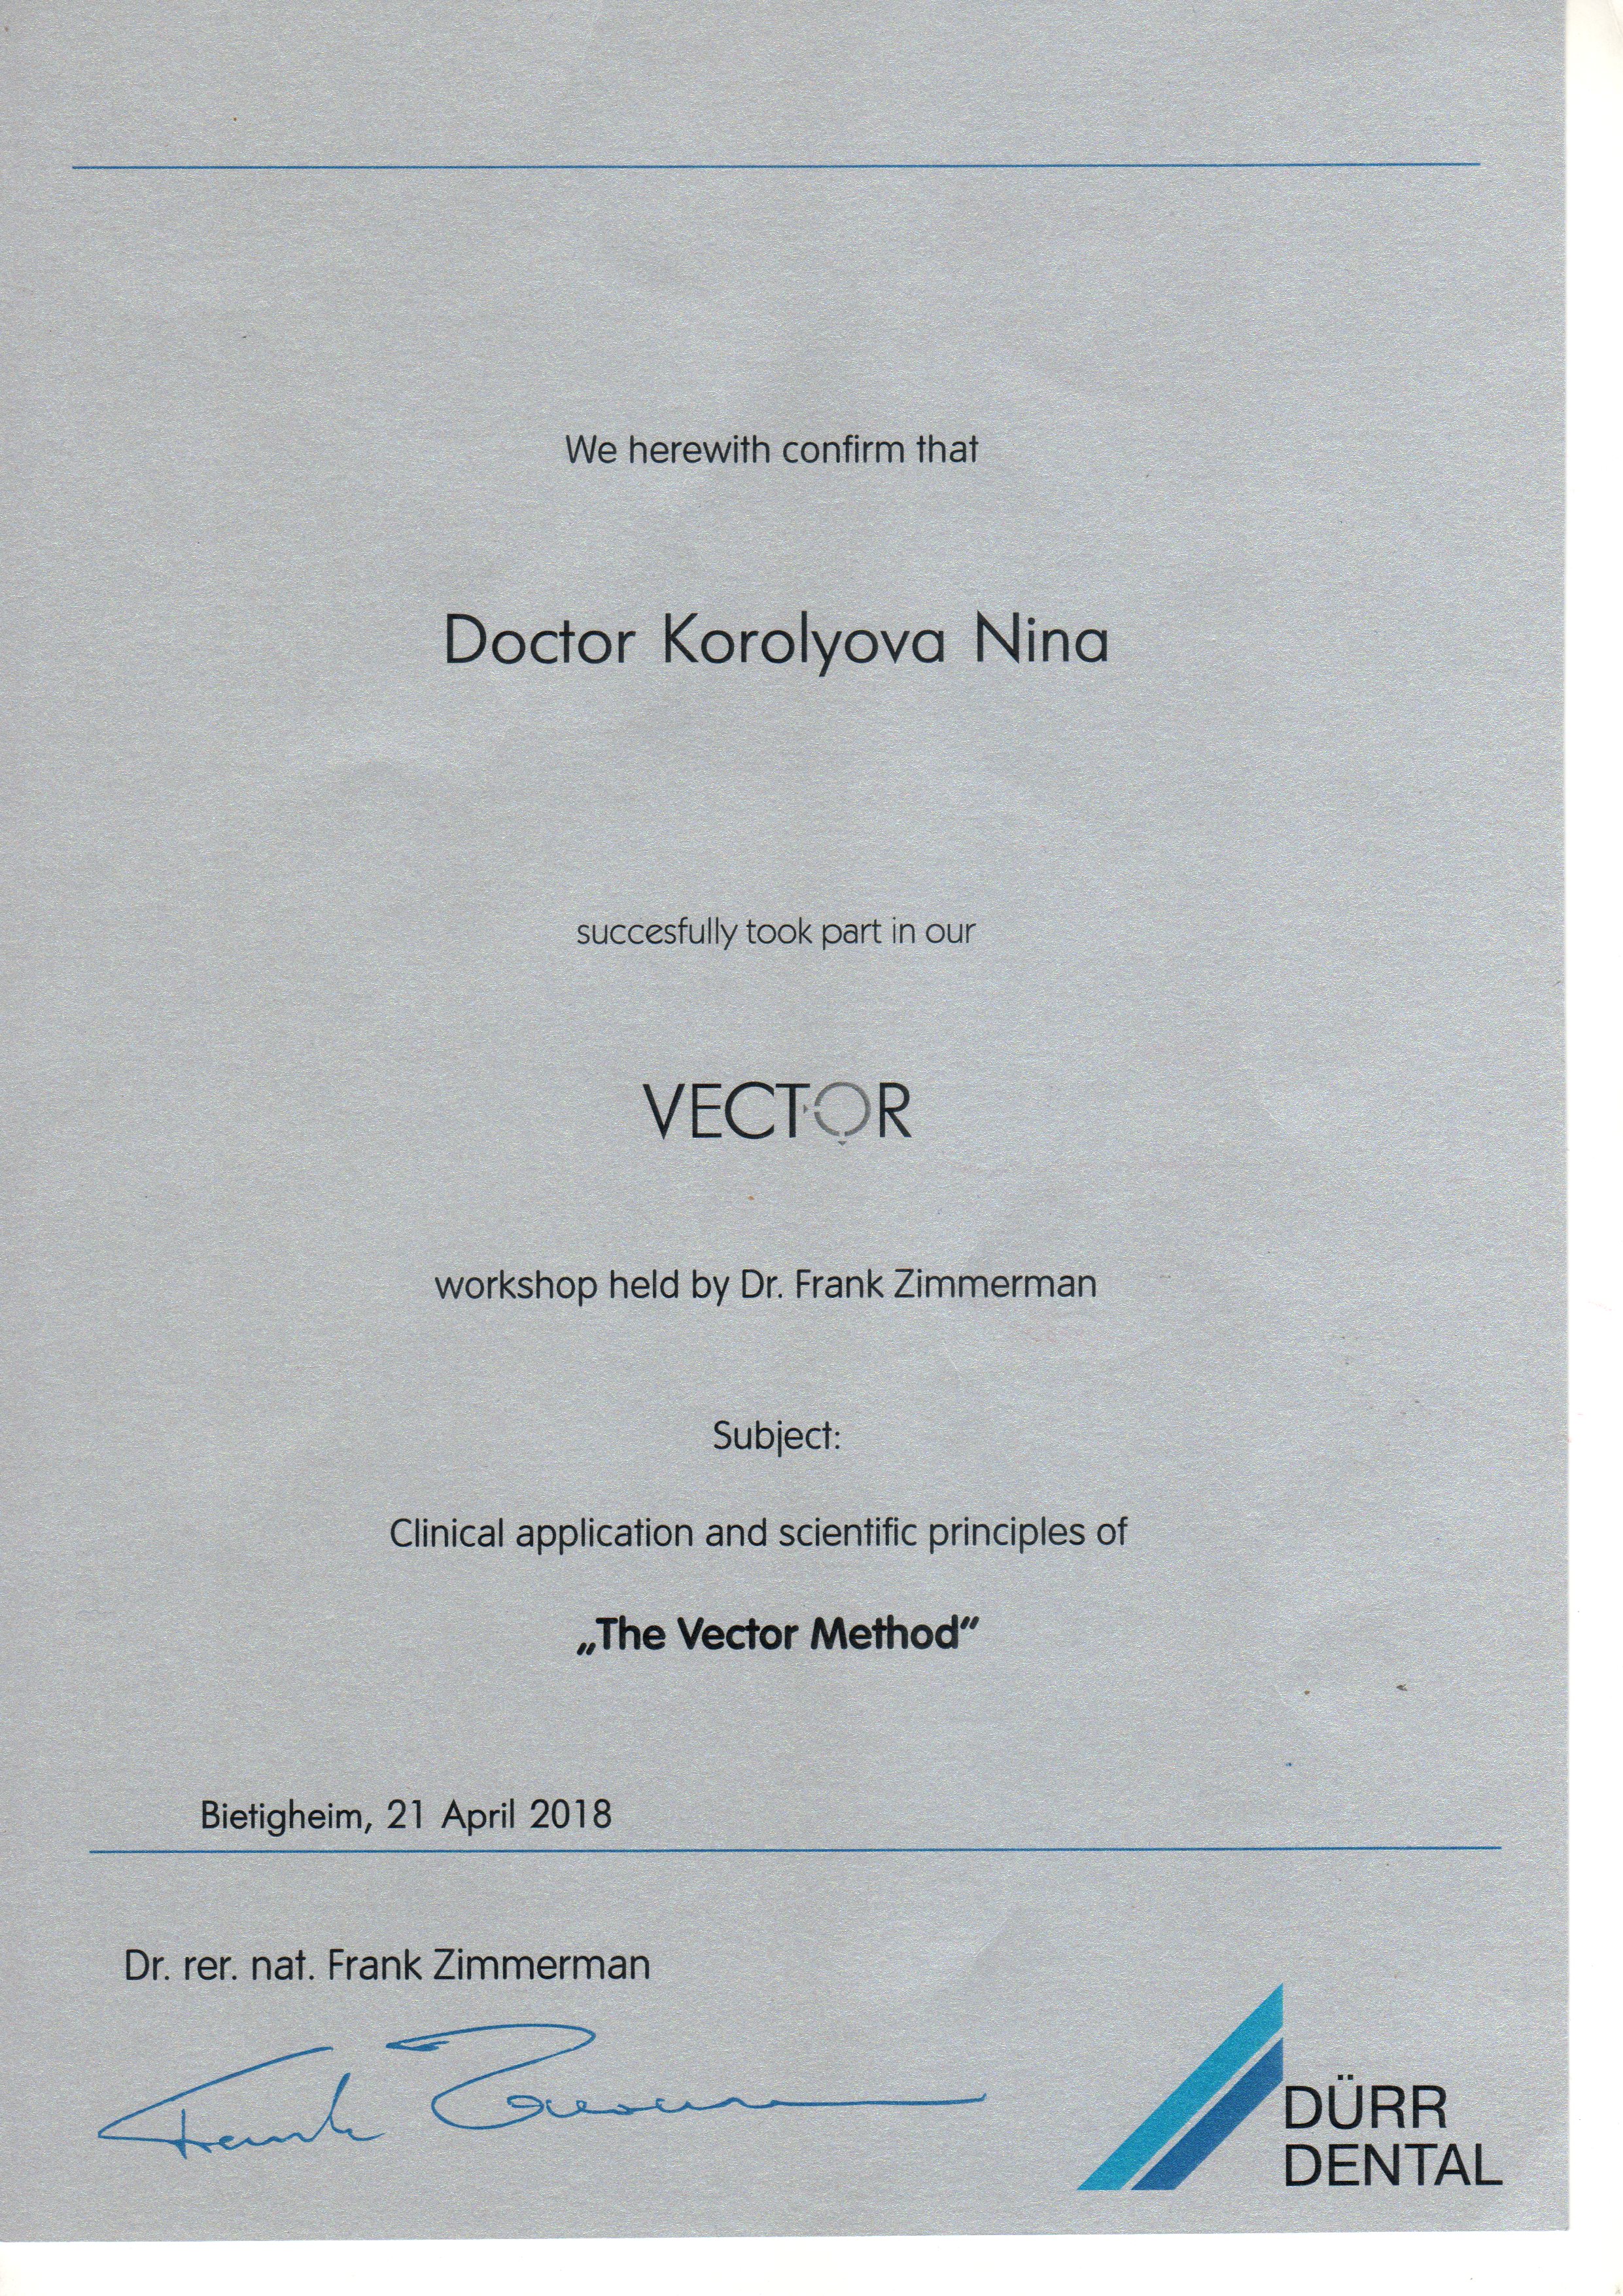 We herewith confirm that
Doctor Korolyova Nina
succesfully took part in our
VECTOR
workshop held by Dr. Frank Zimmerman
Subject:
Clinical application and scientific principles of
„The Vector Method“
Bietigheim, 21 April 2018
Dr. rer. nat. Frank Zimmerman
Frank Zimmerman
DÜRR
DENTAL